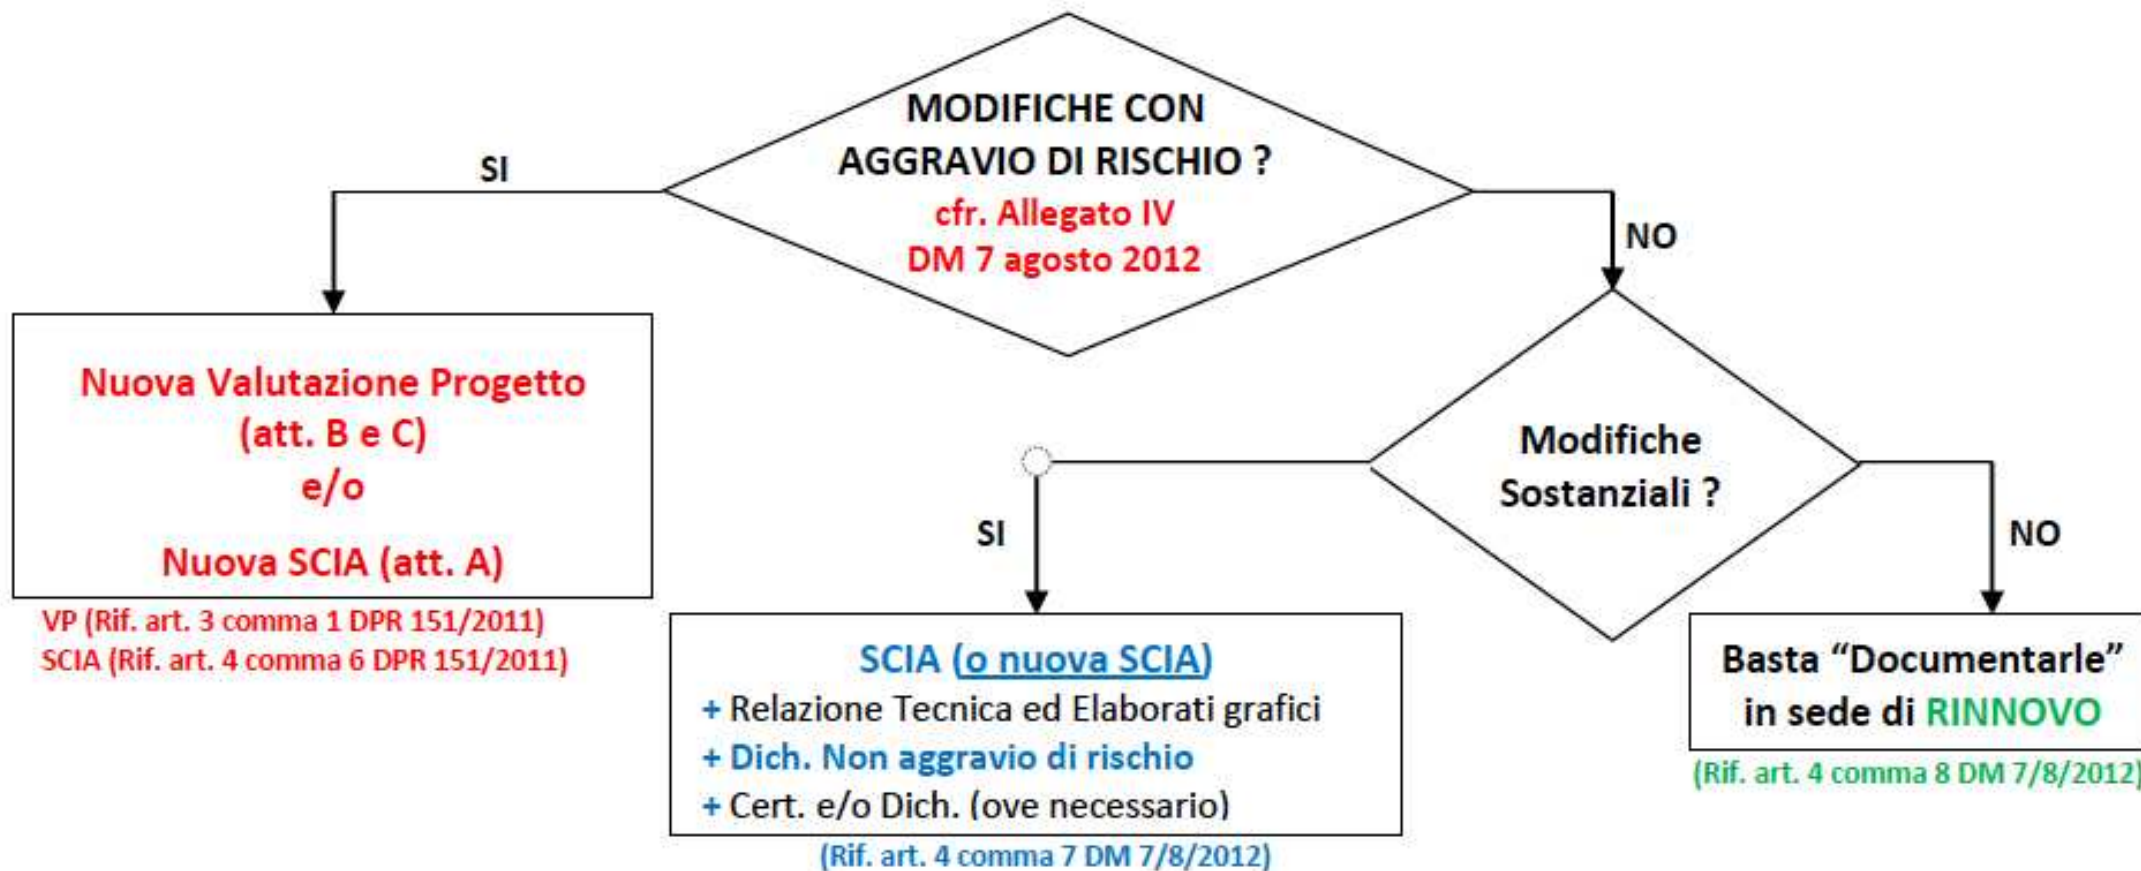 MODIFICHE CON
AGGRAVIO DI RISCHIO ?
cfr. Allegato IV
DM 7 agosto 2012
SI
NO
Nuova Valutazione Progetto
(att. B e C)
e/o
Nuova SCIA (att. A)
VP (Rif. art. 3 comma 1 DPR 151/2011)
SCIA (Rif. art. 4 comma 6 DPR 151/2011)
Modifiche
Sostanziali ?
SI
NO
SCIA (o nuova SCIA)
+ Relazione Tecnica ed Elaborati grafici
+ Dich. Non aggravio di rischio
+ Cert. e/o Dich. (ove necessario)
(Rif. art. 4 comma 7 DM 7/8/2012)
Basta “Documentarle”
in sede di RINNOVO
(Rif. art. 4 comma 8 DM 7/8/2012)